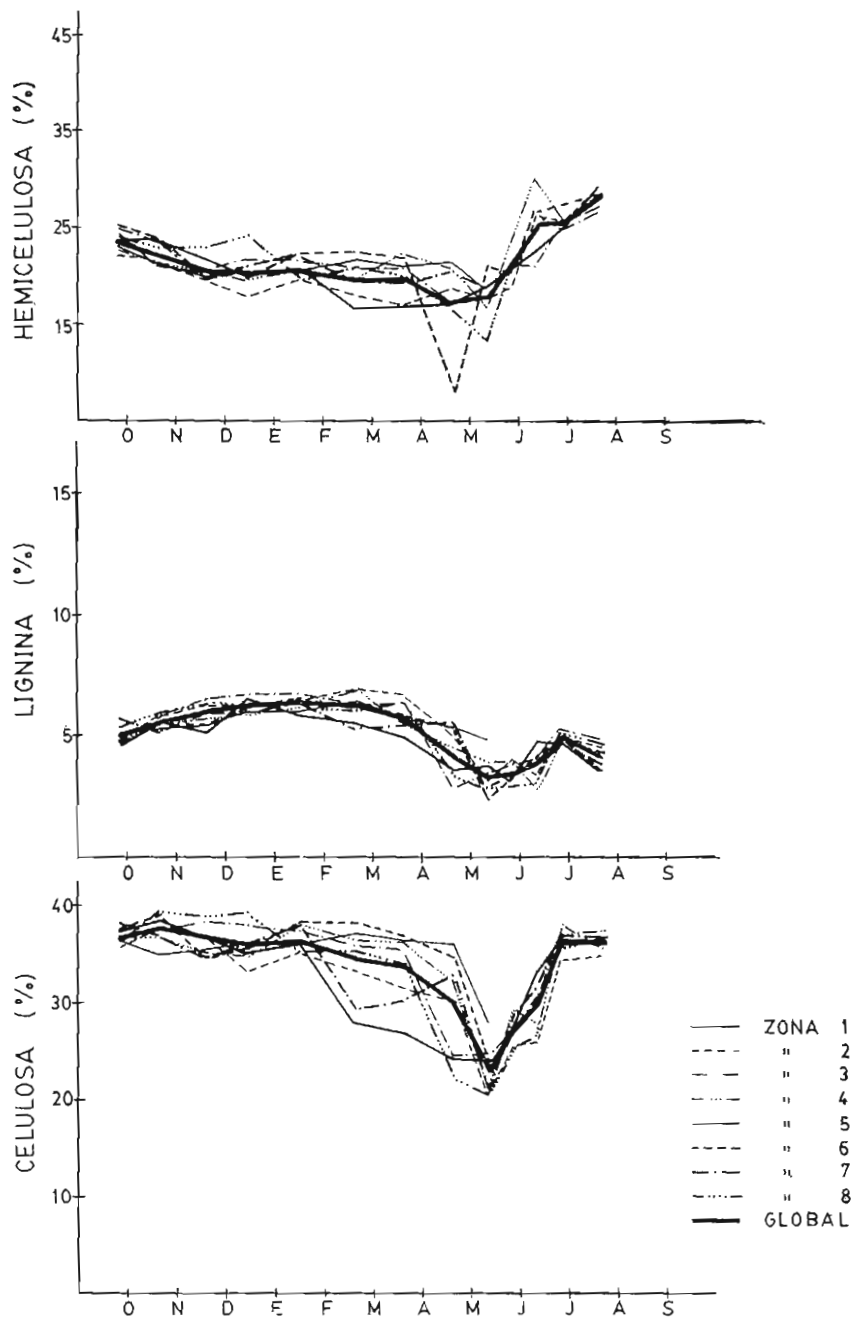 HEMICELULOSA (%)
45
35
25
15
O N D E F M A M J J A S
LIGNINA (%)
15
10
5
O N D E F M A M J J A S
CELULOSA (%)
40
30
20
10
O N D E F M A M J J A S
ZONA 1
" 2
" 3
" 4
" 5
" 6
" 7
" 8
GLOBAL